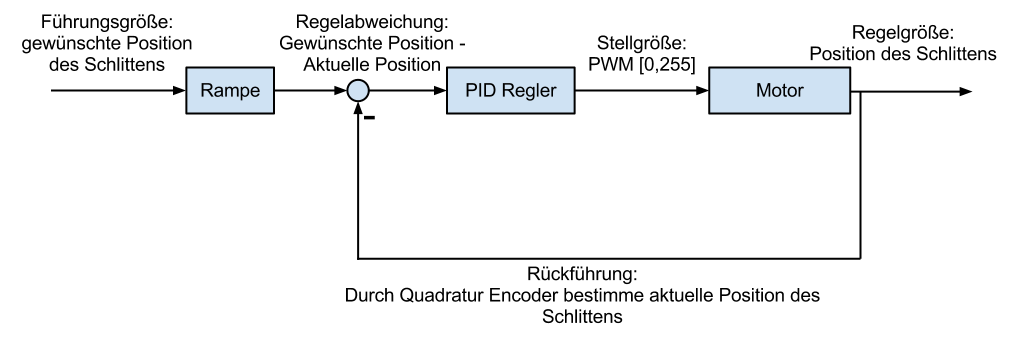 Führungsgröße:
gewünschte Position
des Schlittens
Regelabweichung:
Gewünschte Position -
Aktuelle Position
Stellgröße:
PWM [0,255]
Regelgröße:
Position des Schlittens
Rampe
PID Regler
Motor
-
Rückführung:
Durch Quadratur Encoder bestimme aktuelle Position des
Schlittens